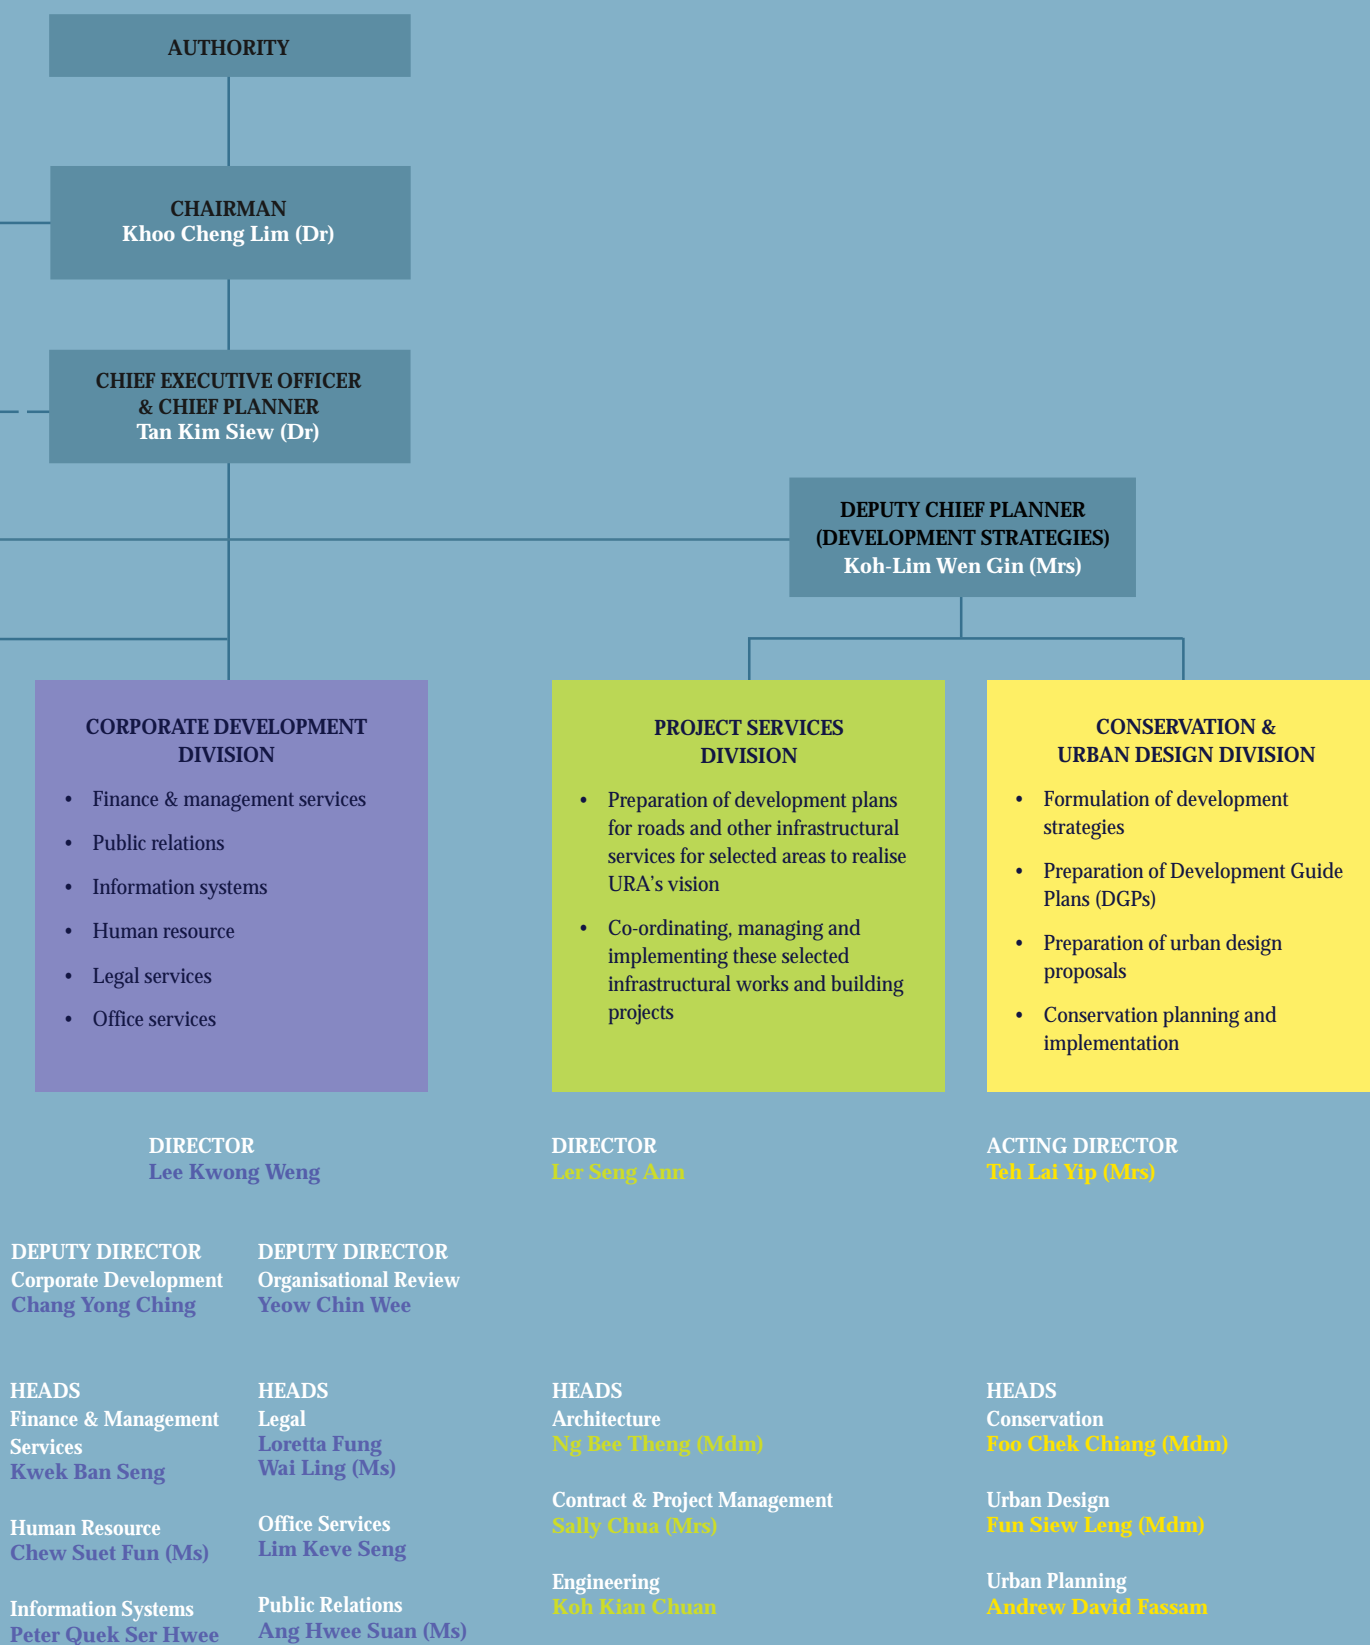 AUTHORITY
CHAIRMAN
Khoo Cheng Lim (Dr)
CHIEF EXECUTIVE OFFICER
& CHIEF PLANNER
Tan Kim Siew (Dr)
DEPUTY CHIEF PLANNER
(DEVELOPMENT STRATEGIES)
Koh-Lim Wen Gin (Mrs)
CORPORATE DEVELOPMENT
DIVISION
• Finance & management services
• Public relations
• Information systems
• Human resource
• Legal services
• Office services
DIRECTOR
Lee Kwong Weng
DEPUTY DIRECTOR
Corporate Development
Chang Yong Ching
DEPUTY DIRECTOR
Organisational Review
Yeow Chin Wee
HEADS
Finance & Management
Services
Kwek Ban Seng
Human Resource
Chew Suet Fun (Ms)
Information Systems
Peter Quek Ser Hwee
HEADS
Legal
Loretta Fung
Wai Ling (Ms)
Office Services
Lim Keve Seng
Public Relations
Ang Hwee Suan (Ms)
PROJECT SERVICES
DIVISION
• Preparation of development plans
for roads and other infrastructural
services for selected areas to realise
URA's vision
• Co-ordinating, managing and
implementing these selected
infrastructural works and building
projects
DIRECTOR
Ler Seng Ann
HEADS
Architecture
Ng Bee Theng (Mdm)
Contract & Project Management
Sally Chua (Mrs)
Engineering
Koh Kian Chuan
CONSERVATION &
URBAN DESIGN DIVISION
• Formulation of development
strategies
• Preparation of Development Guide
Plans (DGPs)
• Preparation of urban design
proposals
• Conservation planning and
implementation
ACTING DIRECTOR
Teh Lai Yip (Mrs)
HEADS
Conservation
Foo Chek Chiang (Mdm)
Urban Design
Fun Siew Leng (Mdm)
Urban Planning
Andrew David Fassam